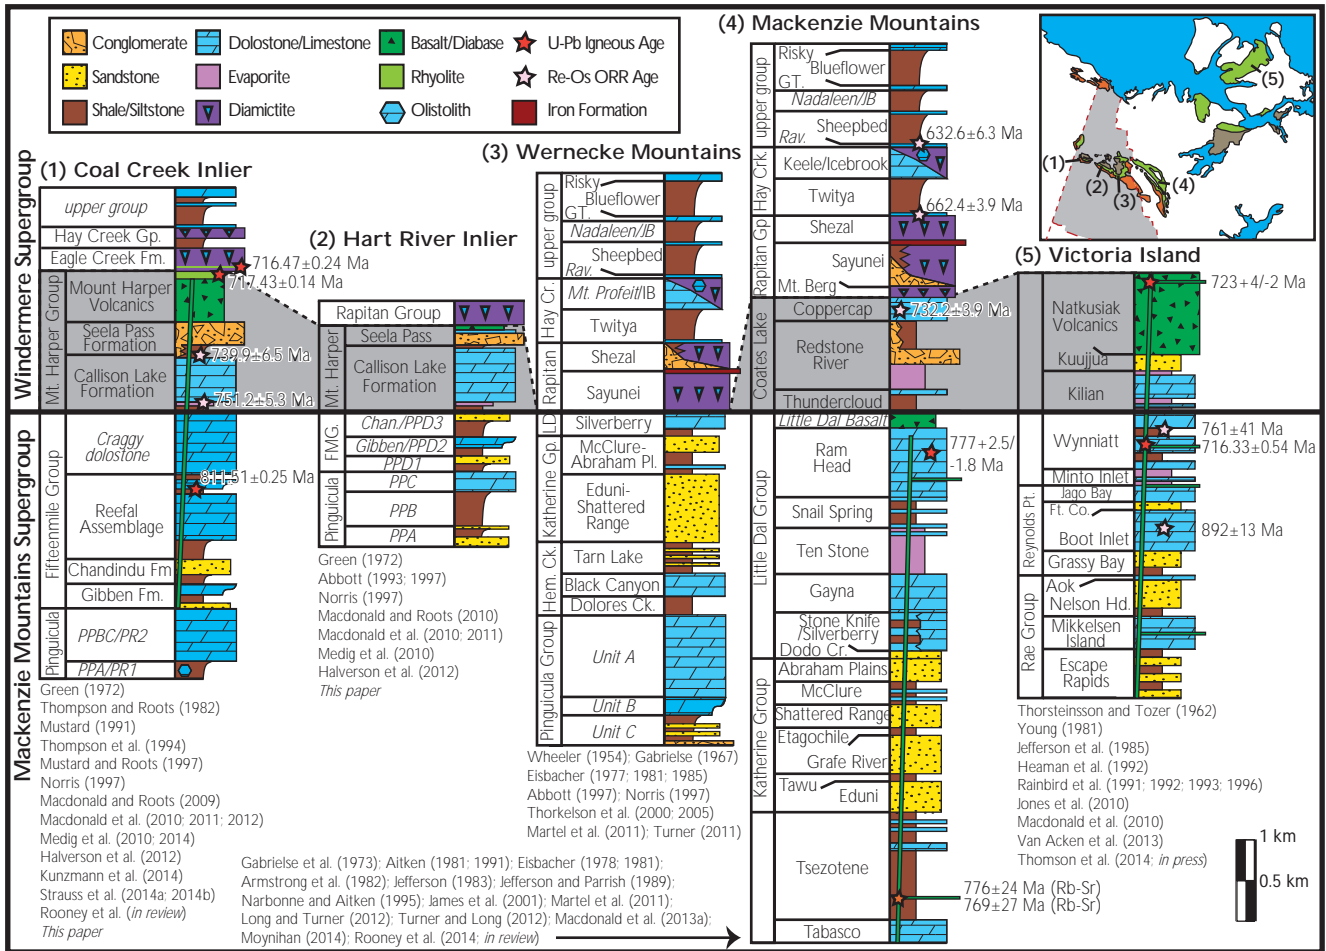 Conglomerate
Dolostone/Limestone
Basalt/Diabase
U-Pb Igneous Age
Sandstone
Evaporite
Rhyolite
Re-Os ORR Age
Shale/Siltstone
Diamictite
Olistolith
Iron Formation
Windermere Supergroup
Mackenzie Mountains Supergroup
(1) Coal Creek Inlier
upper group
Hay Creek Gp.
Eagle Creek Fm.
Mt. Harper Group
Mount Harper
Volcanics
Seela Pass
Formation
Callison Lake
Formation
716.47±0.24 Ma
717.43±0.14 Ma
739.9±6.5 Ma
751.2±5.3 Ma
Fifteenmile Group
Craggy
dolostone
811.51±0.25 Ma
Reefal
Assemblage
Chandindu Fm
Gibben Fm.
Pinguicula
PPBC/PR2
PPA/PR1
Green (1972)
Thompson and Roots (1982)
Mustard (1991)
Thompson et al. (1994)
Mustard and Roots (1997)
Norris (1997)
Macdonald and Roots (2009)
Macdonald et al. (2010; 2011; 2012)
Medig et al. (2010; 2014)
Halverson et al. (2012)
Kunzmann et al. (2014)
Strauss et al. (2014a; 2014b)
Rooney et al. (in review)
This paper
(2) Hart River Inlier
Rapitan Group
Mt. Harper
Seela Pass
Callison Lake
Formation
FMG.
Chan./PPD3
Gibben/PPD2
PPD1
Pinguicula
PPC
PPB
PPA
Green (1972)
Abbott (1993; 1997)
Norris (1997)
Macdonald and Roots (2010)
Macdonald et al. (2010; 2011)
Medig et al. (2010)
Halverson et al. (2012)
This paper
(3) Wernecke Mountains
upper group
Risky
Blueflower
GT.
Nadaleen/JB
Sheepbed
Rav.
Hay Cr.
Mt. Profeit/IB
Twitya
Rapitan
Shezal
Sayunei
LD
Silverberry
Katherine Gp.
McClure-
Abraham Pl.
Eduni-
Shattered
Range
Hem. Ck.
Tarn Lake
Black Canyon
Dolores Ck.
Pinguicula Group
Unit A
Unit B
Unit C
Wheeler (1954); Gabrielse (1967)
Eisbacher (1977; 1981; 1985)
Abbott (1997); Norris (1997)
Thorkelson et al. (2000; 2005)
Martel et al. (2011); Turner (2011)
(4) Mackenzie Mountains
upper group
Risky
Blueflower
GT.
Nadaleen/JB
Sheepbed
Rav.
632.6±6.3 Ma
Hay Crk.
Keele/Icebrook
Twitya
662.4±3.9 Ma
Rapitan Gp
Shezal
Sayunei
Mt. Berg
Coates Lake
Coppercap
732.2±3.9 Ma
Redstone
River
Thundercloud
Little Dal Group
Little Dal Basalt
Ram
Head
777 +2.5/
-1.8 Ma
Snail Spring
Ten Stone
Gayna
Stone Knife
/Silverberry
Dodo Cr.
Katherine Group
Abraham Plains
McClure
Shattered Range
Etagochile
Grafe River
Tawu
Eduni
Tsezotene
776±24 Ma (Rb-Sr)
769±27 Ma (Rb-Sr)
Tabasco
Gabrielse et al. (1973); Aitken (1981; 1991); Eisbacher (1978; 1981);
Armstrong et al. (1982); Jefferson (1983); Jefferson and Parrish (1989);
Narbonne and Aitken (1995); James et al. (2001); Martel et al. (2011);
Long and Turner (2012); Turner and Long (2012); Macdonald et al. (2013a);
Moynihan (2014); Rooney et al. (2014; in review)
(1)
(2)
(3)
(4)
(5)
(5) Victoria Island
Natkusiak
Volcanics
723 +4/-2 Ma
Kuujjua
Kilian
Wynniatt
761±41 Ma
716.33±0.54 Ma
Minto Inlet
Reynolds Pt.
Jago Bay
Ft. Co.
Boot Inlet
892±13 Ma
Grassy Bay
Rae Group
Aok
Nelson Hd.
Mikkelsen
Island
Escape
Rapids
Thorsteinsson and Tozer (1962)
Young (1981)
Jefferson et al. (1985)
Heaman et al. (1992)
Rainbird et al. (1991; 1992; 1993; 1996)
Jones et al. (2010)
Macdonald et al. (2010)
Van Acken et al. (2013)
Thomson et al. (2014; in press)
1 km
0.5 km